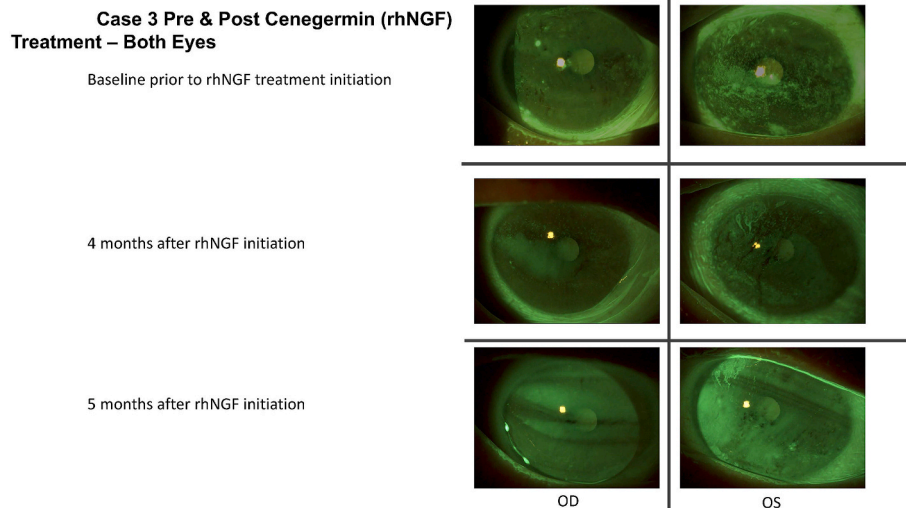 Case 3 Pre & Post Cenegermin (rhNGF)
Treatment – Both Eyes
Baseline prior to rhNGF treatment initiation
4 months after rhNGF initiation
5 months after rhNGF initiation
OD
OS